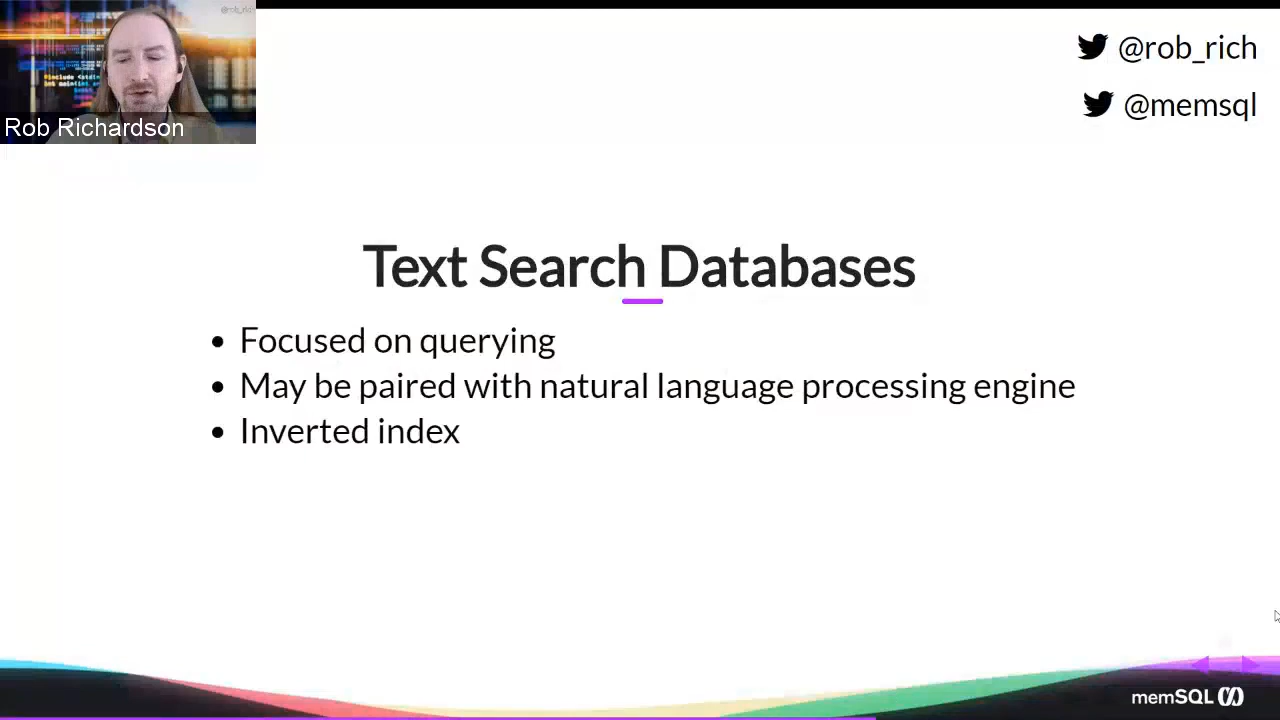 @rob_rich
Rob Richardson
@rob_rich
@memsql
Text Search Databases
Focused on querying
May be paired with natural language processing engine
Inverted index
memSQL